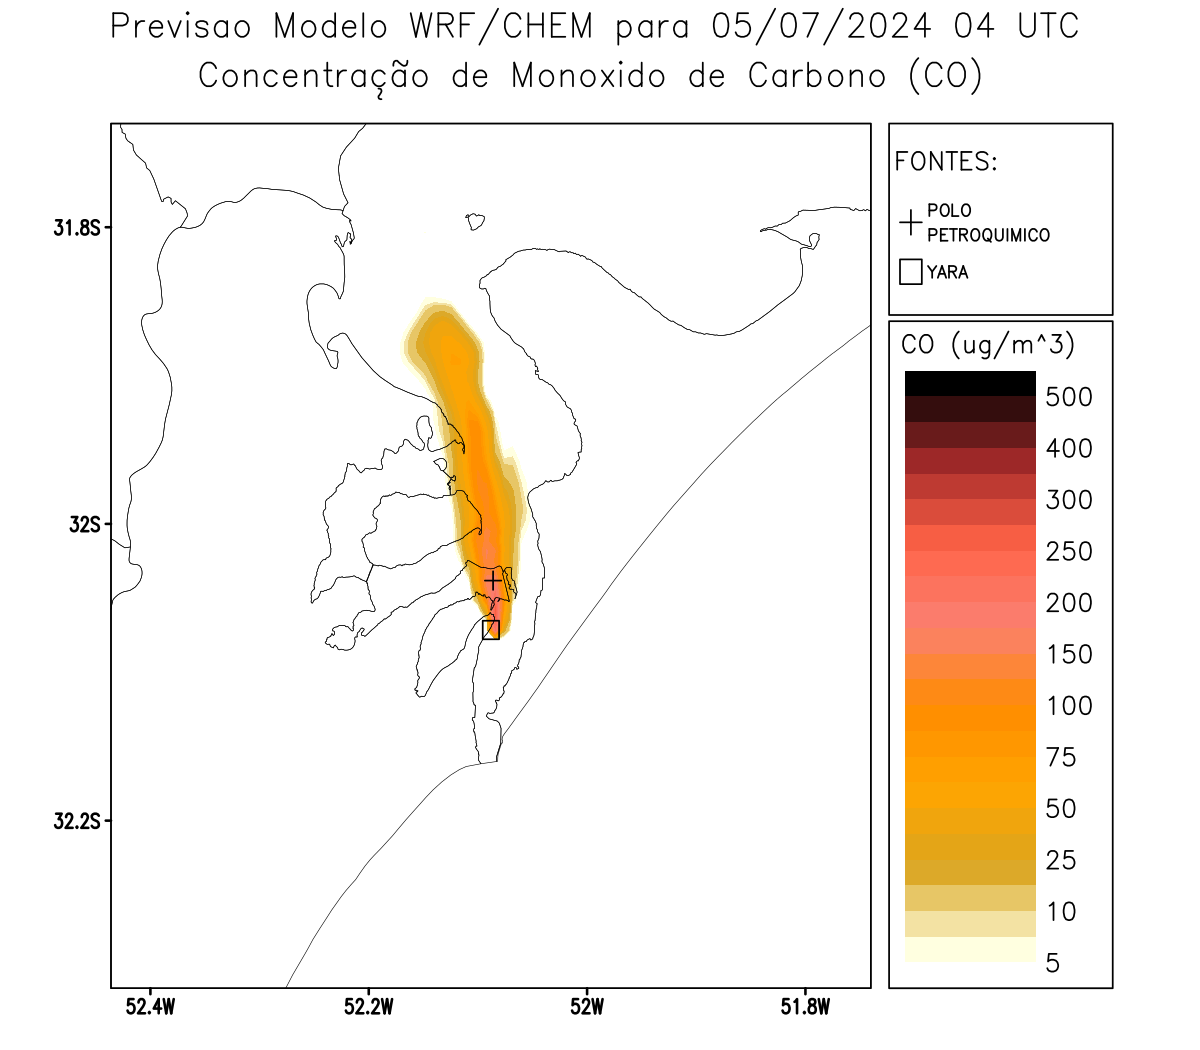 Previsao Modelo WRF/CHEM para 05/07/2024 04 UTC
Concentração de Monoxido de Carbono (CO)
FONTES:
POLO
PETROQUIMICO
YARA
CO (ug/m^3)
500
400
300
250
200
150
100
75
50
25
10
5
31.8S
32S
32.2S
52.4W
52.2W
52W
51.8W